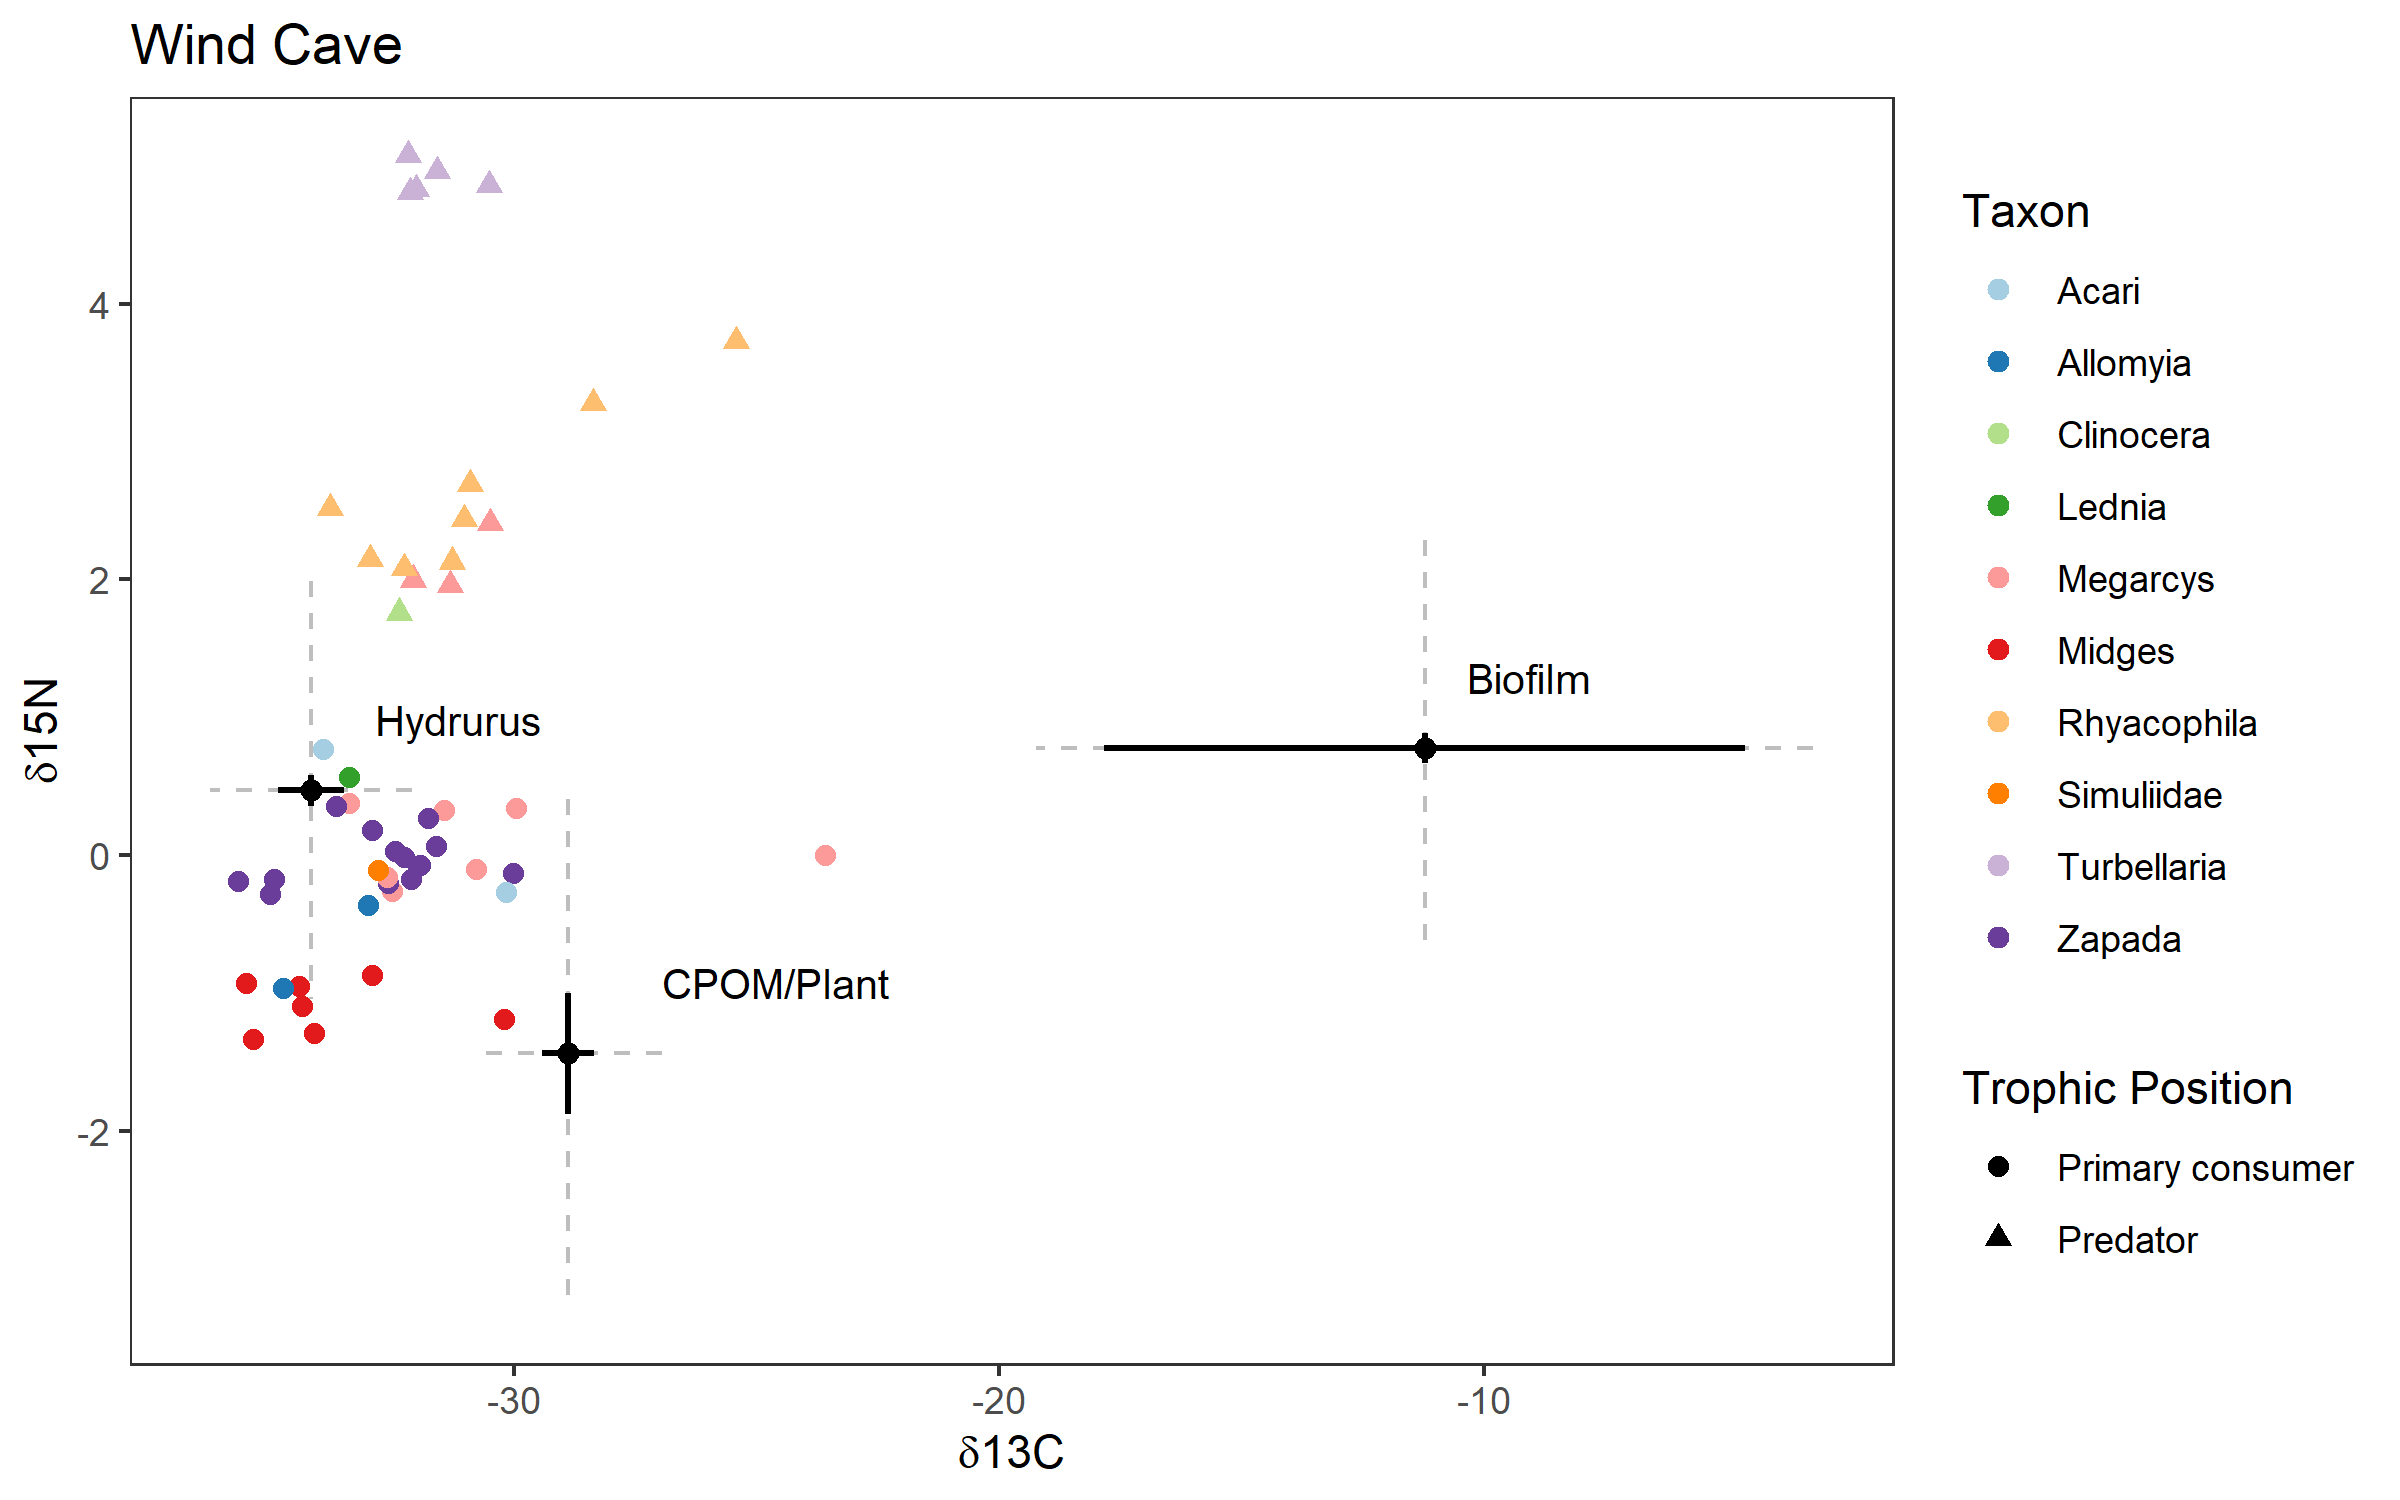 Wind Cave
δ15N
4
2
0
-2
Hydrurus
Biofilm
CPOM/Plant
-30
-20
-10
δ13C
Taxon
Acari
Allomyia
Clinocera
Lednia
Megarcys
Midges
Rhyacophila
Simuliidae
Turbellaria
Zapada
Trophic Position
Primary consumer
Predator